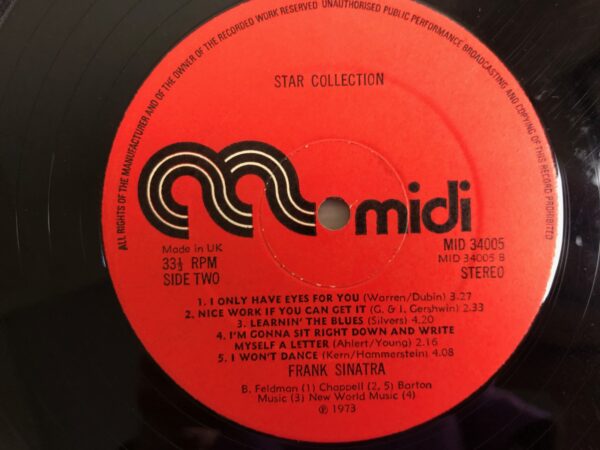 ALL RIGHTS OF THE MANUFACTURER AND OF THE OWNER OF THE RECORDED WORK RESERVED UNAUTHORISED PUBLIC PERFORMANCE BROADCASTING AND COPYING OF THIS RECORD PROHIBITED
STAR COLLECTION
midi
Made in UK
33⅓ RPM
SIDE TWO
MID 34005
MID 34005 B
STEREO
1. I ONLY HAVE EYES FOR YOU (Warren/Dubin) 3.27
2. NICE WORK IF YOU CAN GET IT (G. & I. Gershwin) 2.33
3. LEARNIN' THE BLUES (Silvers) 4.20
4. I'M GONNA SIT RIGHT DOWN AND WRITE
MYSELF A LETTER (Ahlert/Young) 2.16
5. I WON'T DANCE (Kern/Hammerstein) 4.08
FRANK SINATRA
B. Feldman (1) Chappell (2, 5) Barton
Music (3) New World Music (4)
℗ 1973